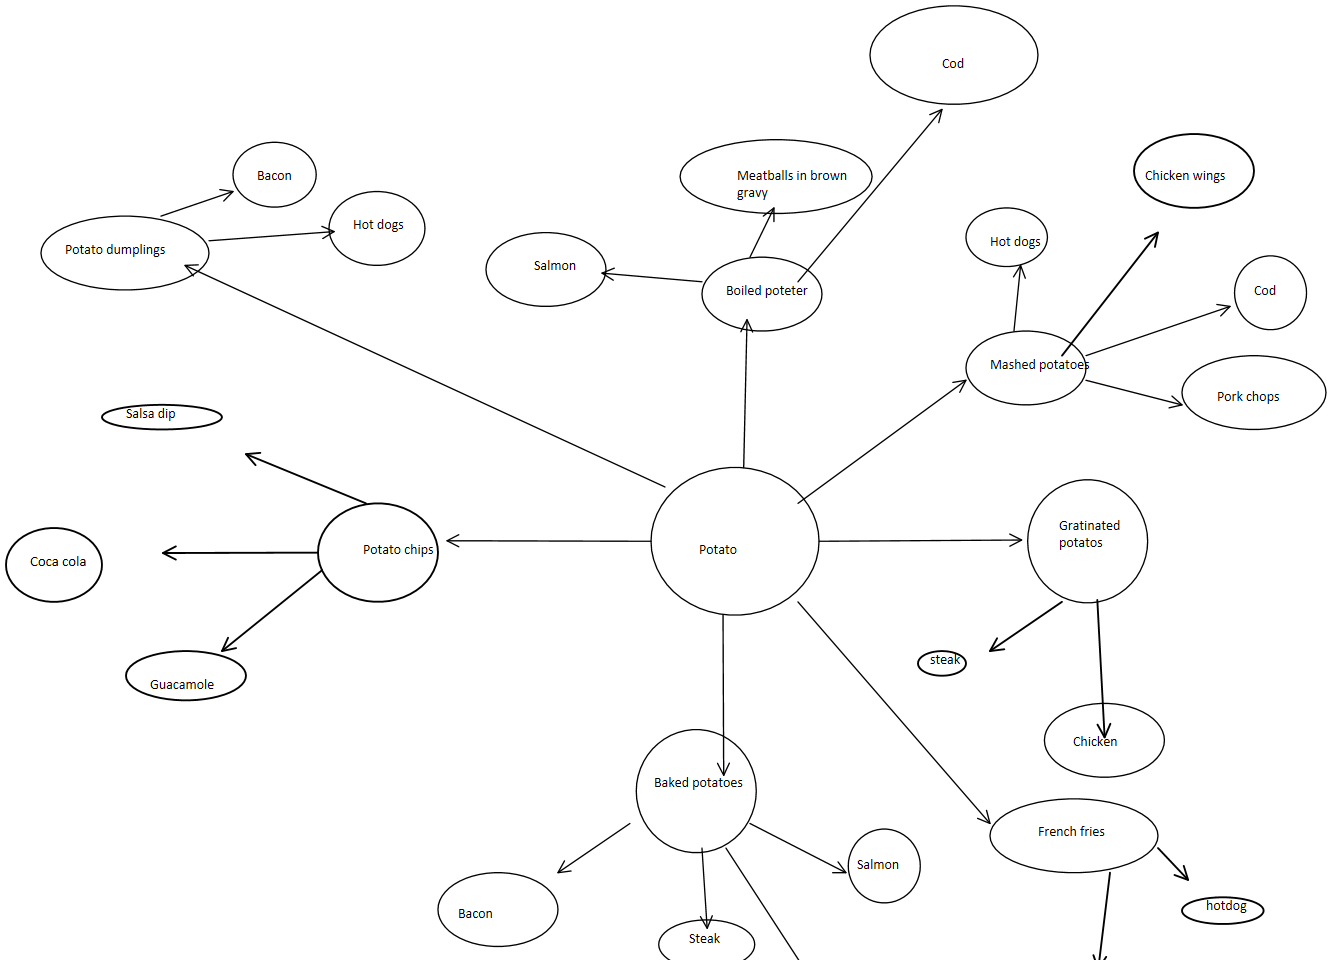 Cod
Bacon
Meatballs in brown
gravy
Chicken wings
Hot dogs
Potato dumplings
Salmon
Hot dogs
Boiled poteter
Cod
Mashed potatoes
Pork chops
Salsa dip
Potato chips
Coca cola
Potato
Gratinated
potatos
Guacamole
steak
Chicken
Baked potatoes
French fries
Salmon
Bacon
Steak
hotdog